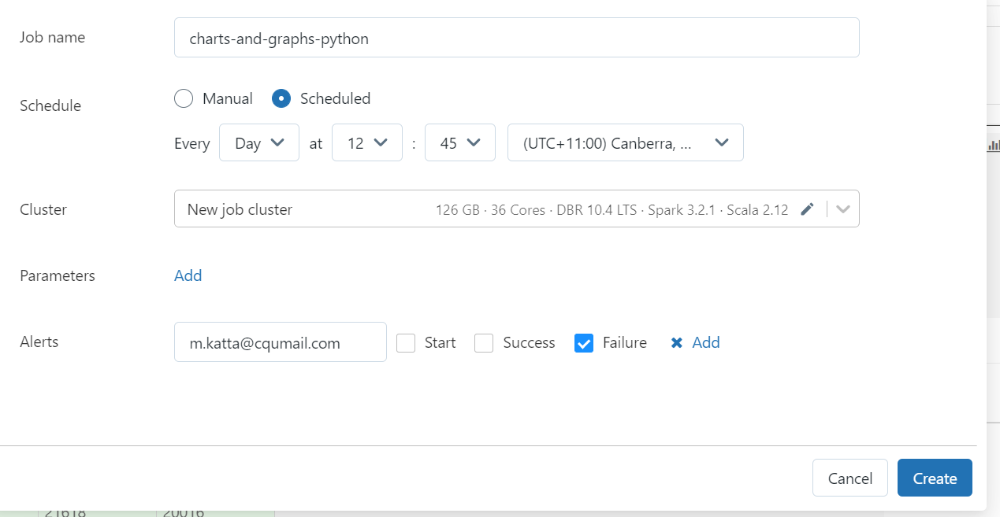 Job name
charts-and-graphs-python
Schedule
Manual Scheduled
Every Day at 12 : 45 (UTC+11:00) Canberra, ...
Cluster
New job cluster 126 GB · 36 Cores · DBR 10.4 LTS · Spark 3.2.1 · Scala 2.12
Parameters
Add
Alerts
m.katta@cqumail.com Start Success Failure Add
Cancel Create
21618 20016